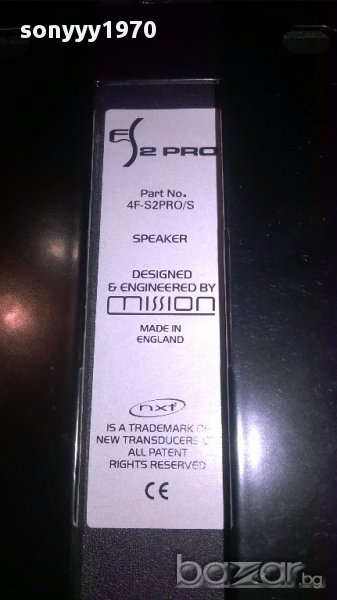 sonyyy1970
FS2 PRO
Part No.
4F-S2PRO/S
SPEAKER
DESIGNED
& ENGINEERED BY
mission
MADE IN
ENGLAND
nxt
IS A TRADEMARK OF
NEW TRANSDUCERS
ALL PATENT
RIGHTS RESERVED
CE
bazar.bg